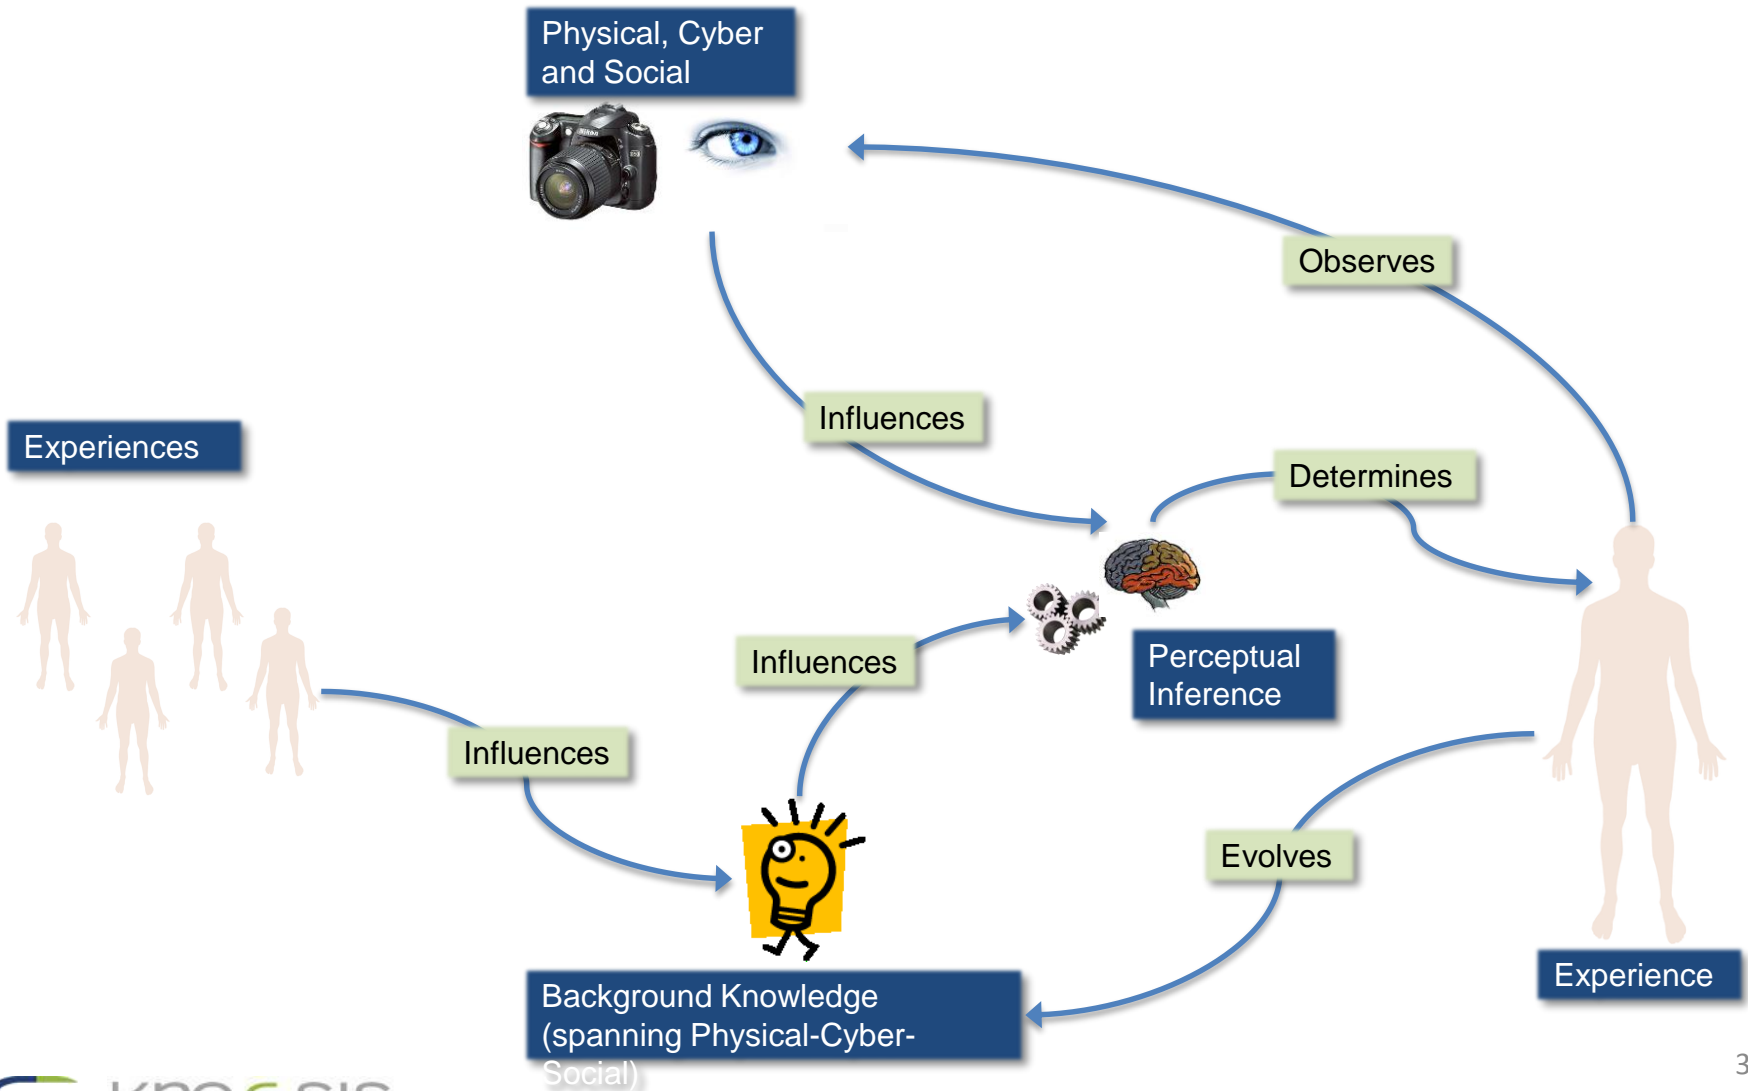 Physical, Cyber
and Social
Nikon
Observes
Influences
Experiences
Determines
Influences
Perceptual
Inference
Influences
Evolves
Experience
Background Knowledge
(spanning Physical-Cyber-
Social)
3